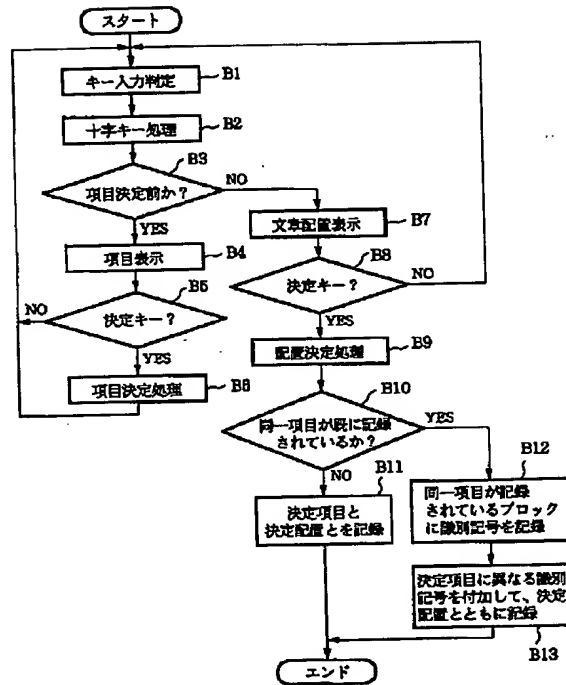 スタート
キー入力判定
B1
十字キー処理
B2
B3
項目決定前か?
NO
YES
項目表示
B4
B5
NO
決定キー?
YES
項目決定処理
B6
文章配置表示
B7
B8
決定キー?
NO
YES
配置決定処理
B9
B10
同一項目が既に記録
されているか?
YES
NO
B11
決定項目と
決定配置とを記録
B12
同一項目が記録
されているブロック
に識別記号を記録
決定項目に異なる識別
記号を付加して、決定
配置とともに記録
B13
エンド